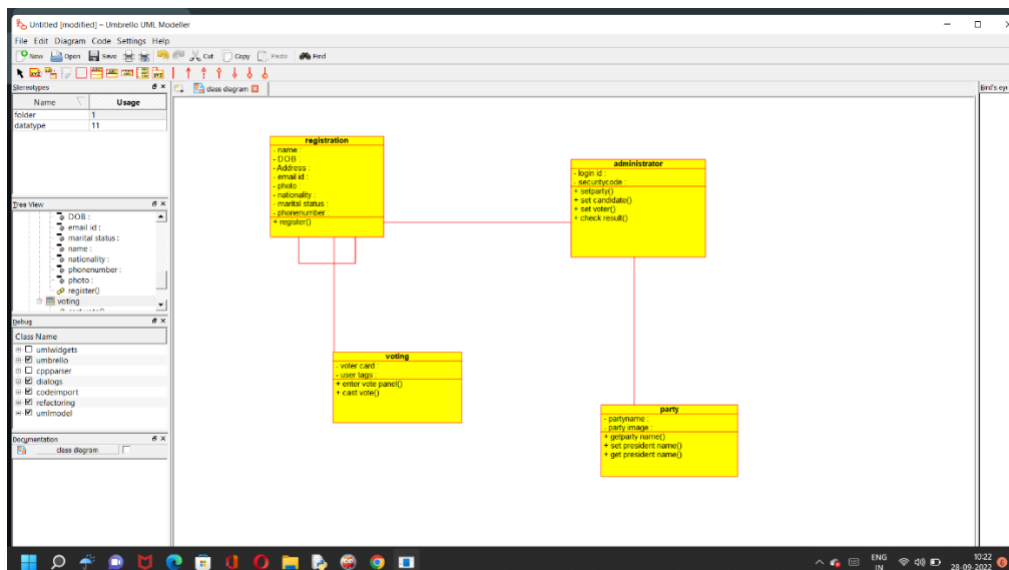 Untitled [modified] – Umbrello UML Modeller
File Edit Diagram Code Settings Help
New Open Save Cut Copy Paste Find
Stereotypes
Name Usage
folder 1
datatype 11
Tree View
DOB :
email id :
marital status :
name :
nationality :
phonenumber :
photo :
register()
voting
Debug
Class Name
umlwidgets
umbrello
cppparser
dialogs
codeimport
refactoring
umlmodel
Documentation
class diagram
class diagram
registration
- name :
- DOB
- Address :
- email id :
- photo
- nationality :
- marital status :
- phonenumber
+ register()
administrator
- login id :
- securitycode :
+ setparty()
+ set candidate()
+ set voter()
+ check result()
voting
- voter card :
- user tags
+ enter vote panel()
+ cast vote()
party
- partyname :
- party image :
+ getparty name()
+ set president name()
+ get president name()
Bird's eye
ENG
IN
10:22
28-09-2022
6